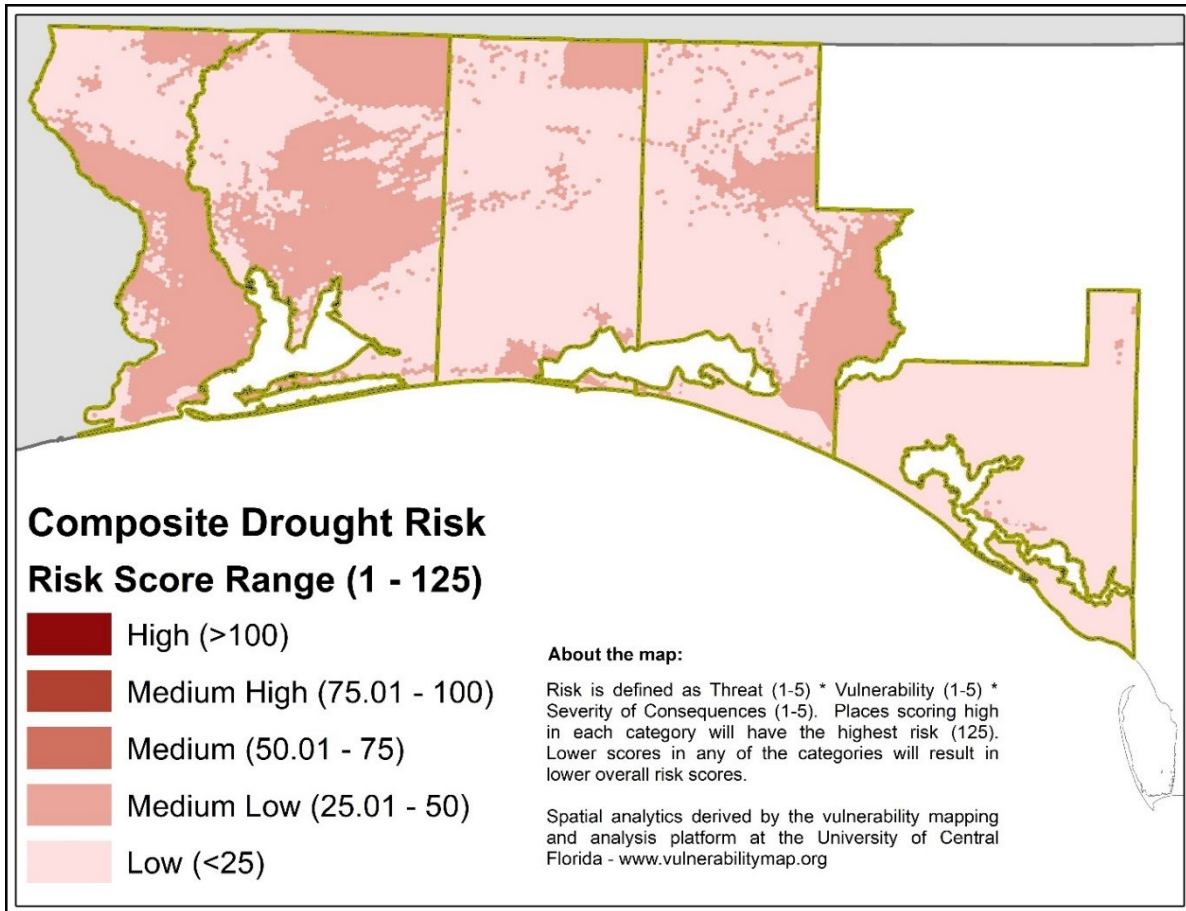 Composite Drought Risk
Risk Score Range (1 - 125)
High (>100)
Medium High (75.01 - 100)
Medium (50.01 - 75)
Medium Low (25.01 - 50)
Low (<25)
About the map:
Risk is defined as Threat (1-5) * Vulnerability (1-5) *
Severity of Consequences (1-5). Places scoring high
in each category will have the highest risk (125).
Lower scores in any of the categories will result in
lower overall risk scores.
Spatial analytics derived by the vulnerability mapping
and analysis platform at the University of Central
Florida - www.vulnerabilitymap.org